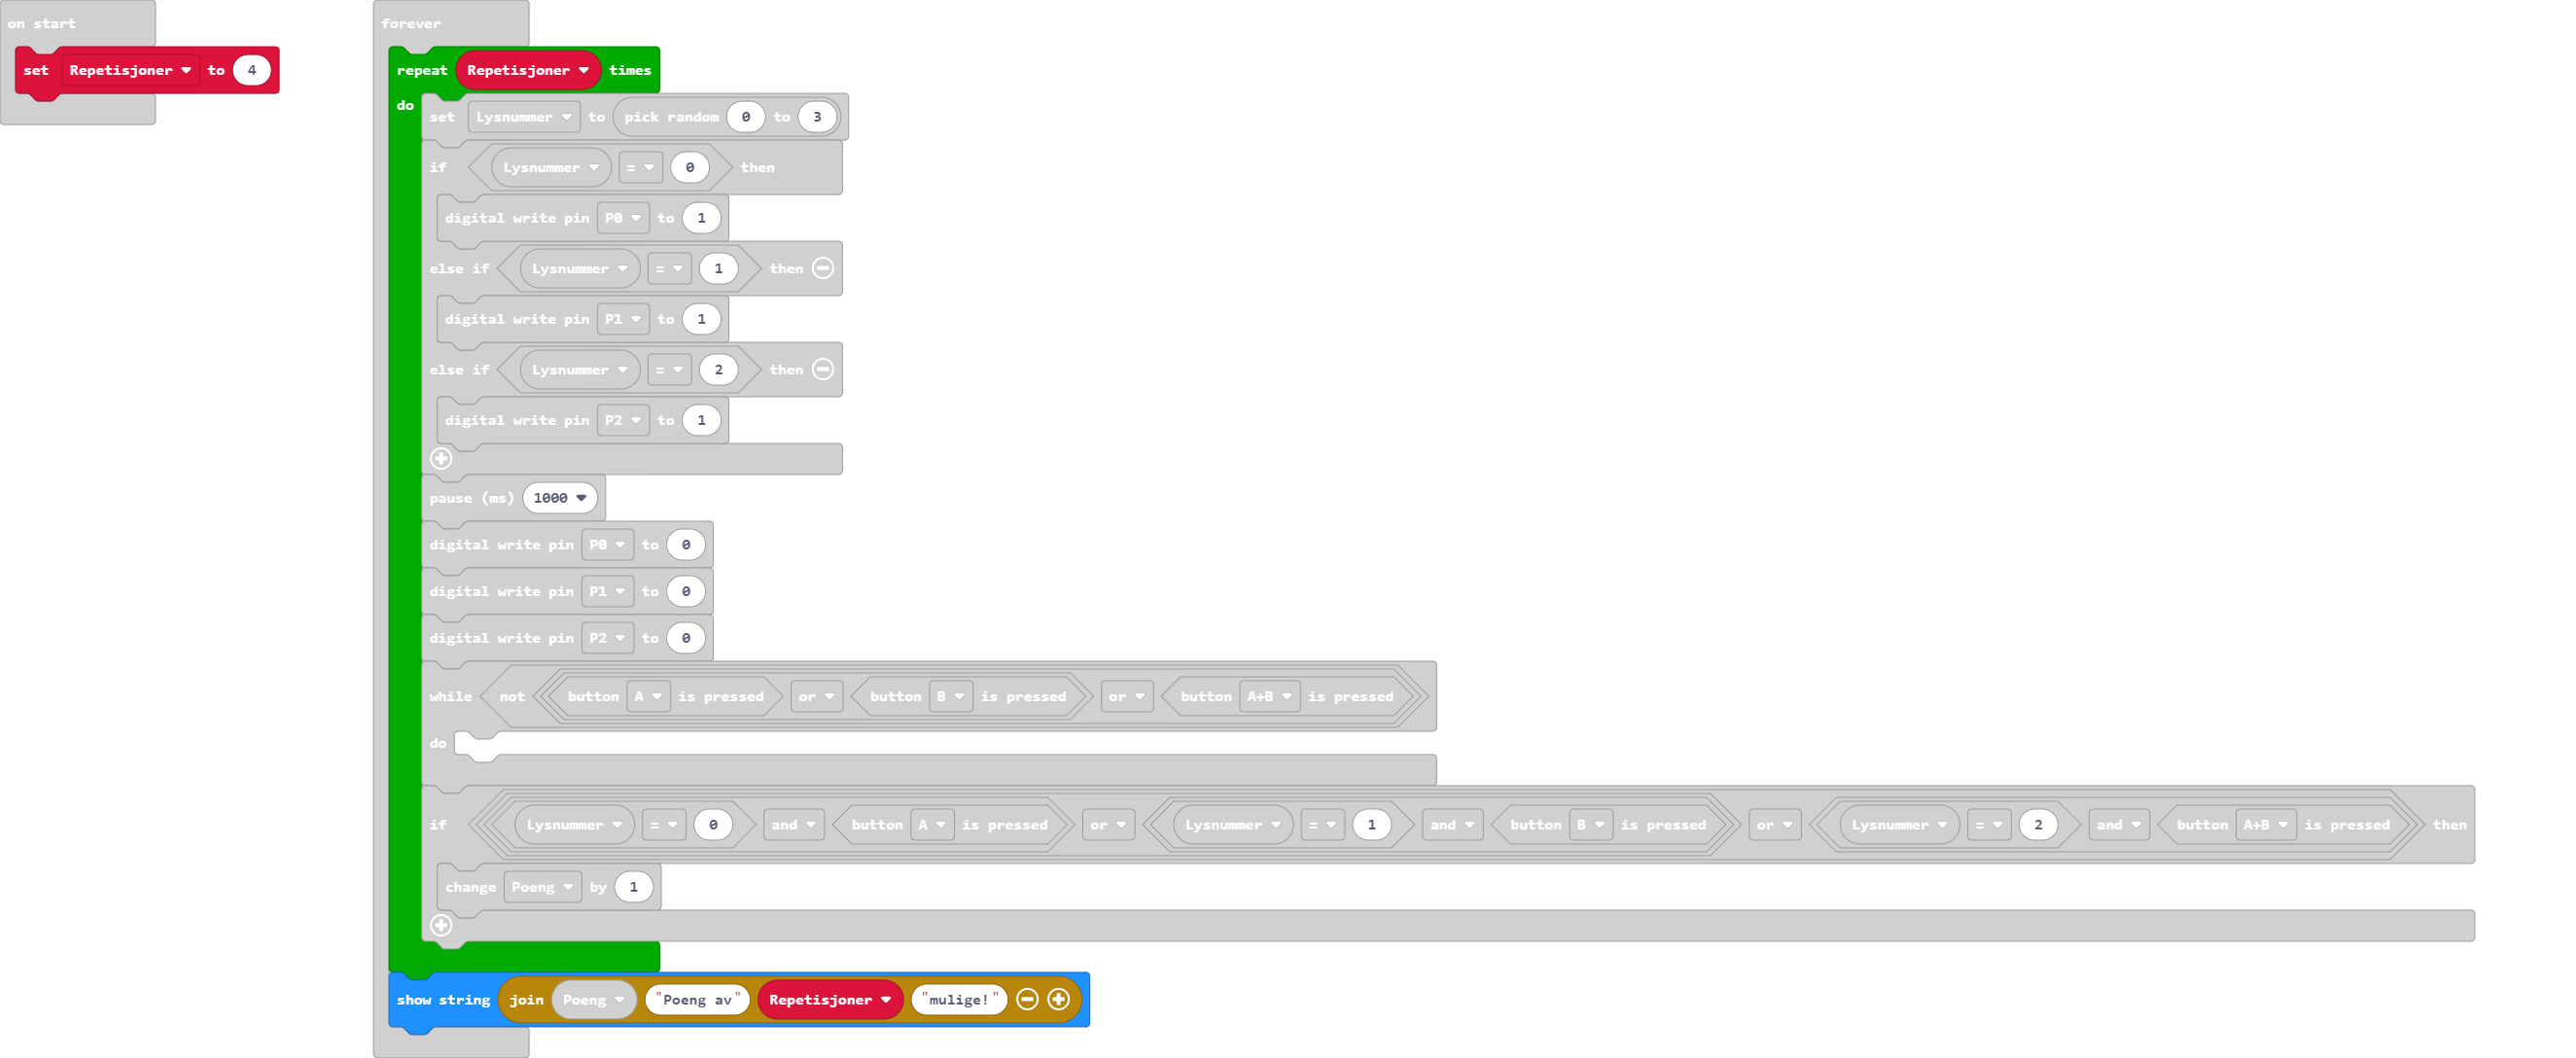 on start
set Repetisjoner to 4
forever
repeat Repetisjoner times
do
set Lysnummer to pick random 0 to 3
if Lysnummer = 0 then
digital write pin P0 to 1
else if Lysnummer = 1 then
digital write pin P1 to 1
else if Lysnummer = 2 then
digital write pin P2 to 1
pause (ms) 1000
digital write pin P0 to 0
digital write pin P1 to 0
digital write pin P2 to 0
while not button A is pressed or button B is pressed or button A+B is pressed
do
if Lysnummer = 0 and button A is pressed or Lysnummer = 1 and button B is pressed or Lysnummer = 2 and button A+B is pressed then
change Poeng by 1
show string join Poeng "Poeng av" Repetisjoner "mulige!"